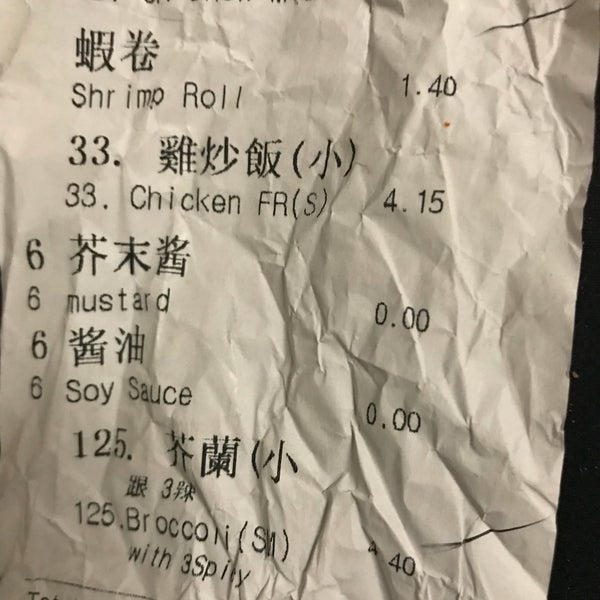 蝦卷
Shrimp Roll 1.40
33. 雞炒飯(小)
33. Chicken FR(S) 4.15
6 芥末酱
6 mustard 0.00
6 酱油
6 Soy Sauce 0.00
125. 芥蘭(小
跟 3辣
125.Broccoli(SM) 4.40
with 3Spicy